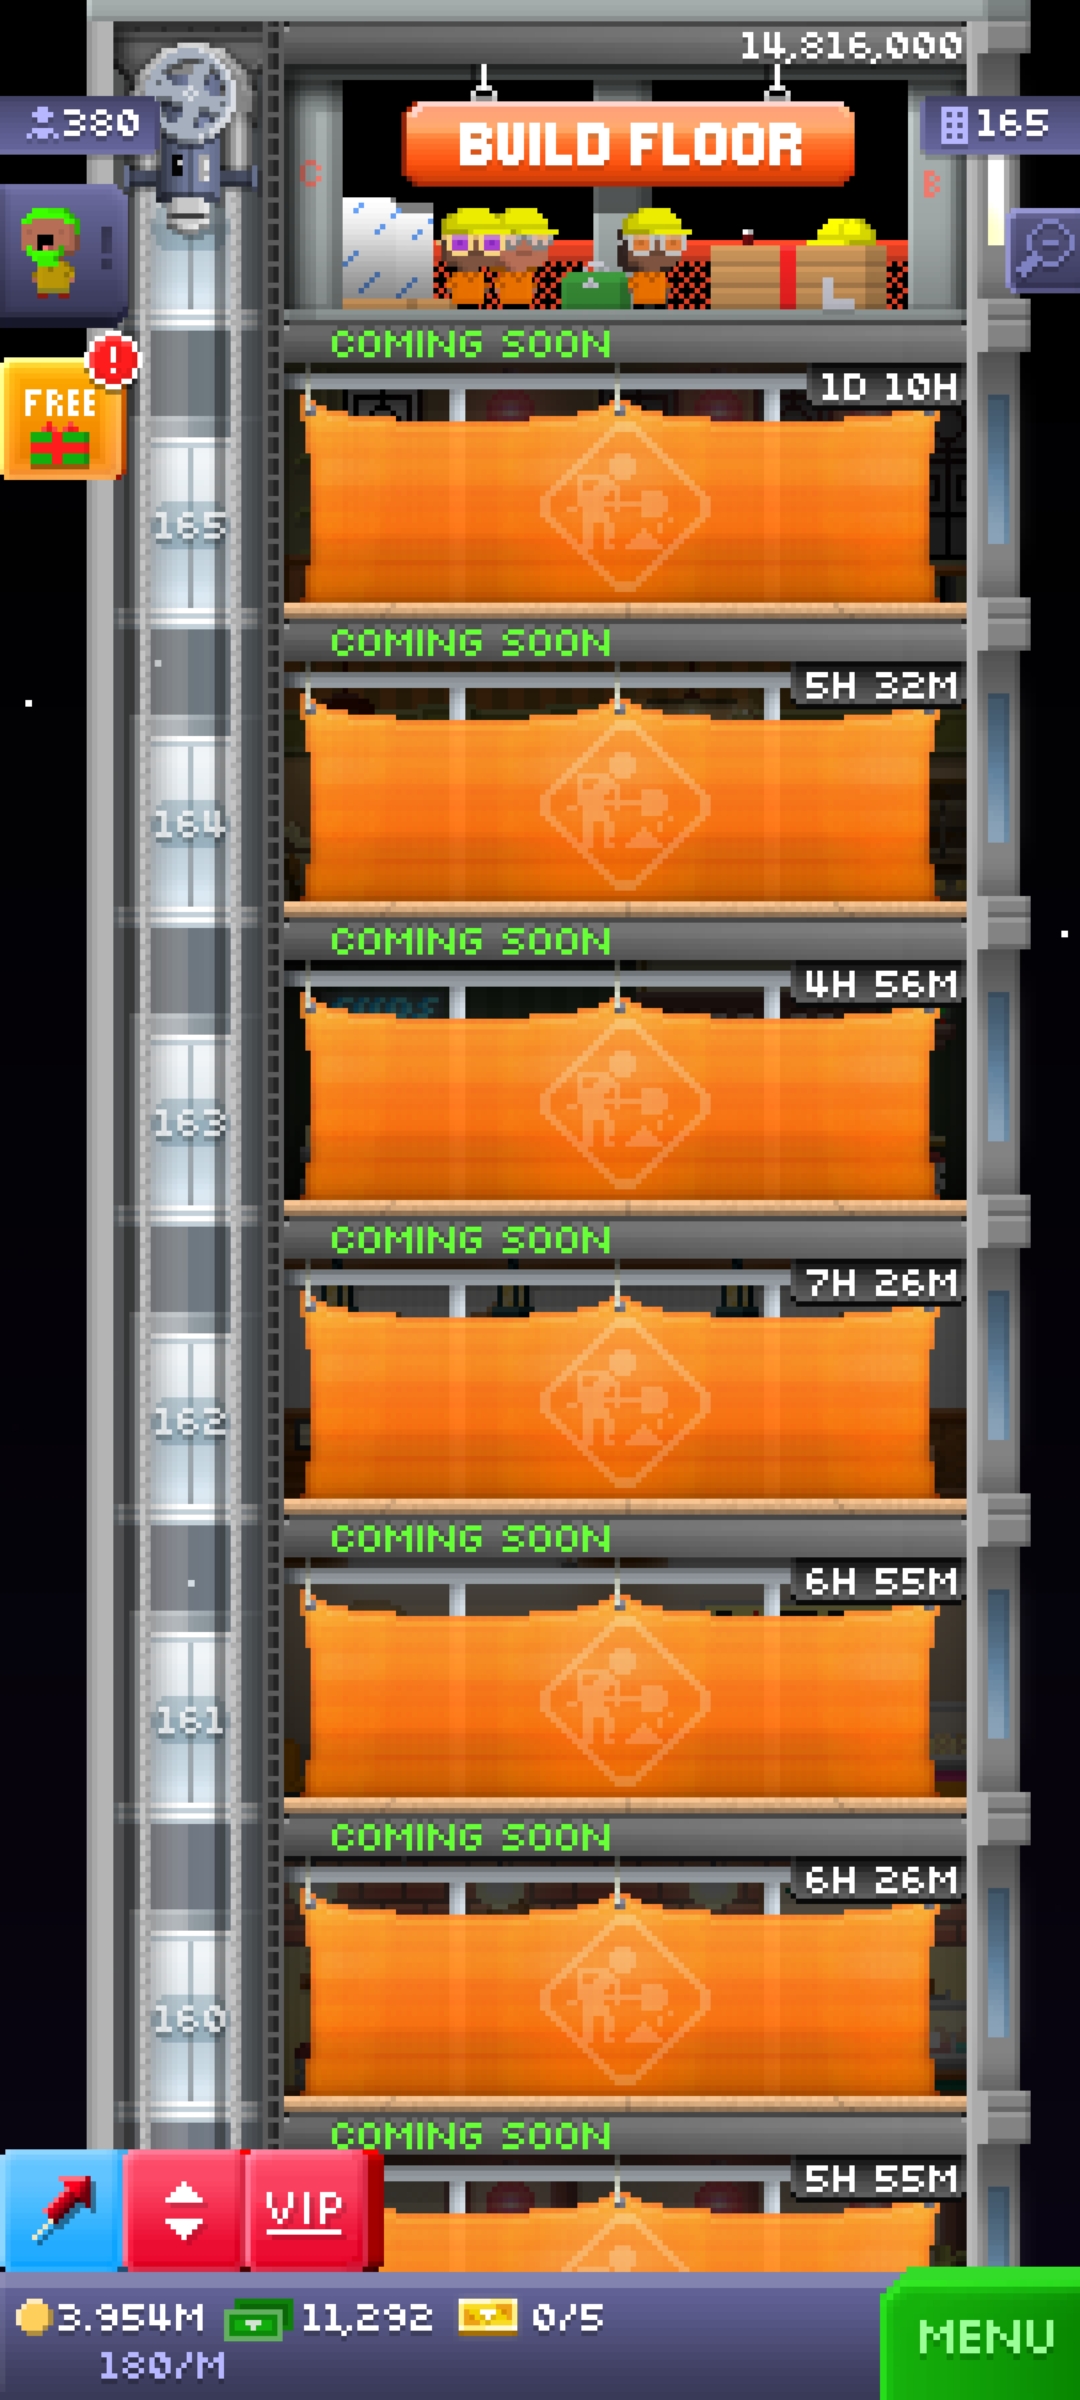 14,816,000
380
BUILD FLOOR
165
C
B
L
!
FREE
!
COMING SOON
1D 10H
165
COMING SOON
5H 32M
164
COMING SOON
4H 56M
163
COMING SOON
7H 26M
162
COMING SOON
6H 55M
161
COMING SOON
6H 26M
160
COMING SOON
5H 55M
VIP
3.954M 11,292 0/5
180/M
MENU